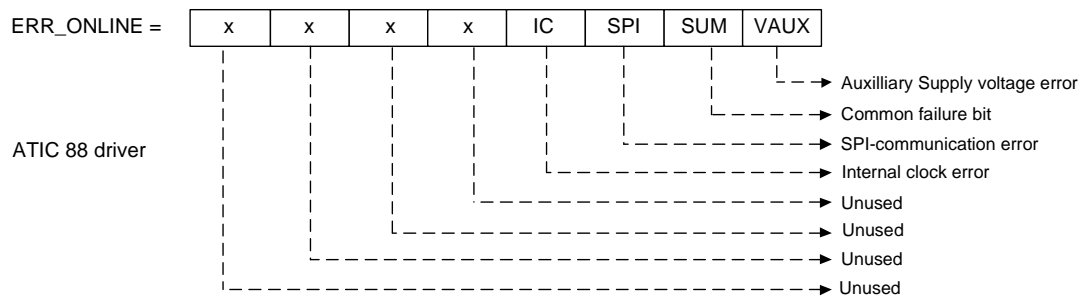 ERR_ONLINE = x x x x IC SPI SUM VAUX
Auxilliary Supply voltage error
Common failure bit
ATIC 88 driver
SPI-communication error
Internal clock error
Unused
Unused
Unused
Unused